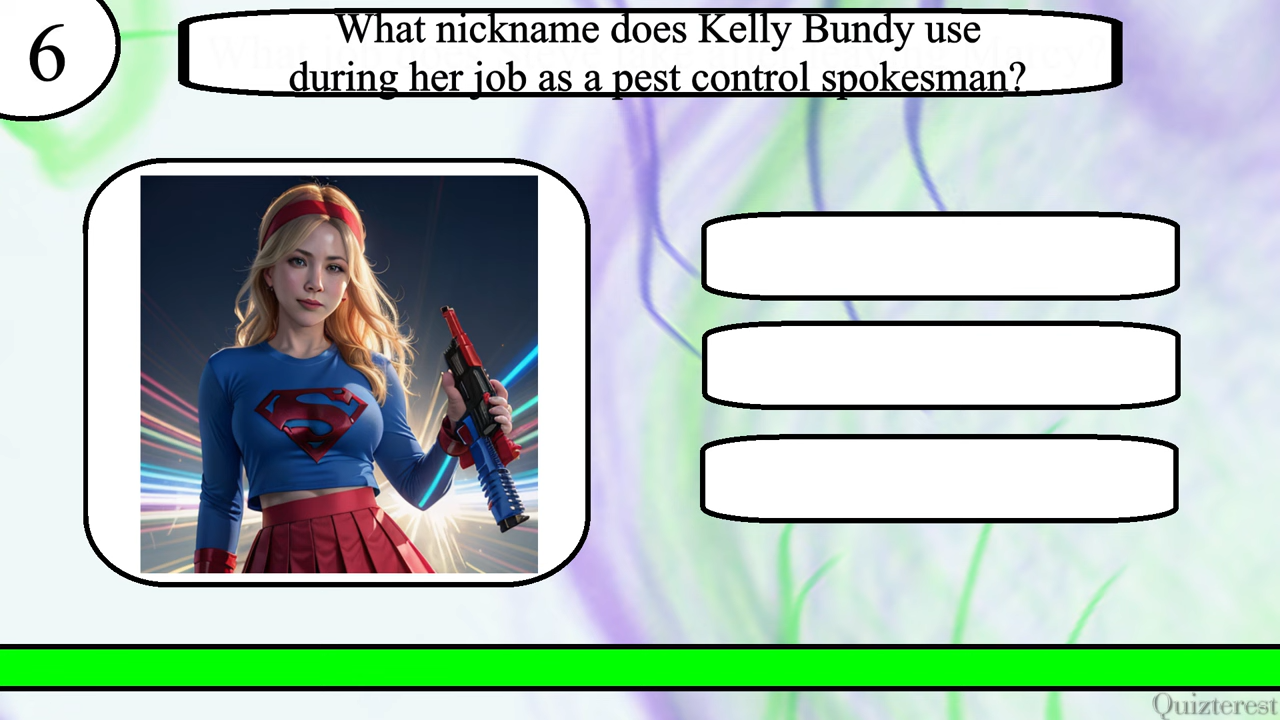 6
What nickname does Kelly Bundy use
during her job as a pest control spokesman?
S
Quizterest